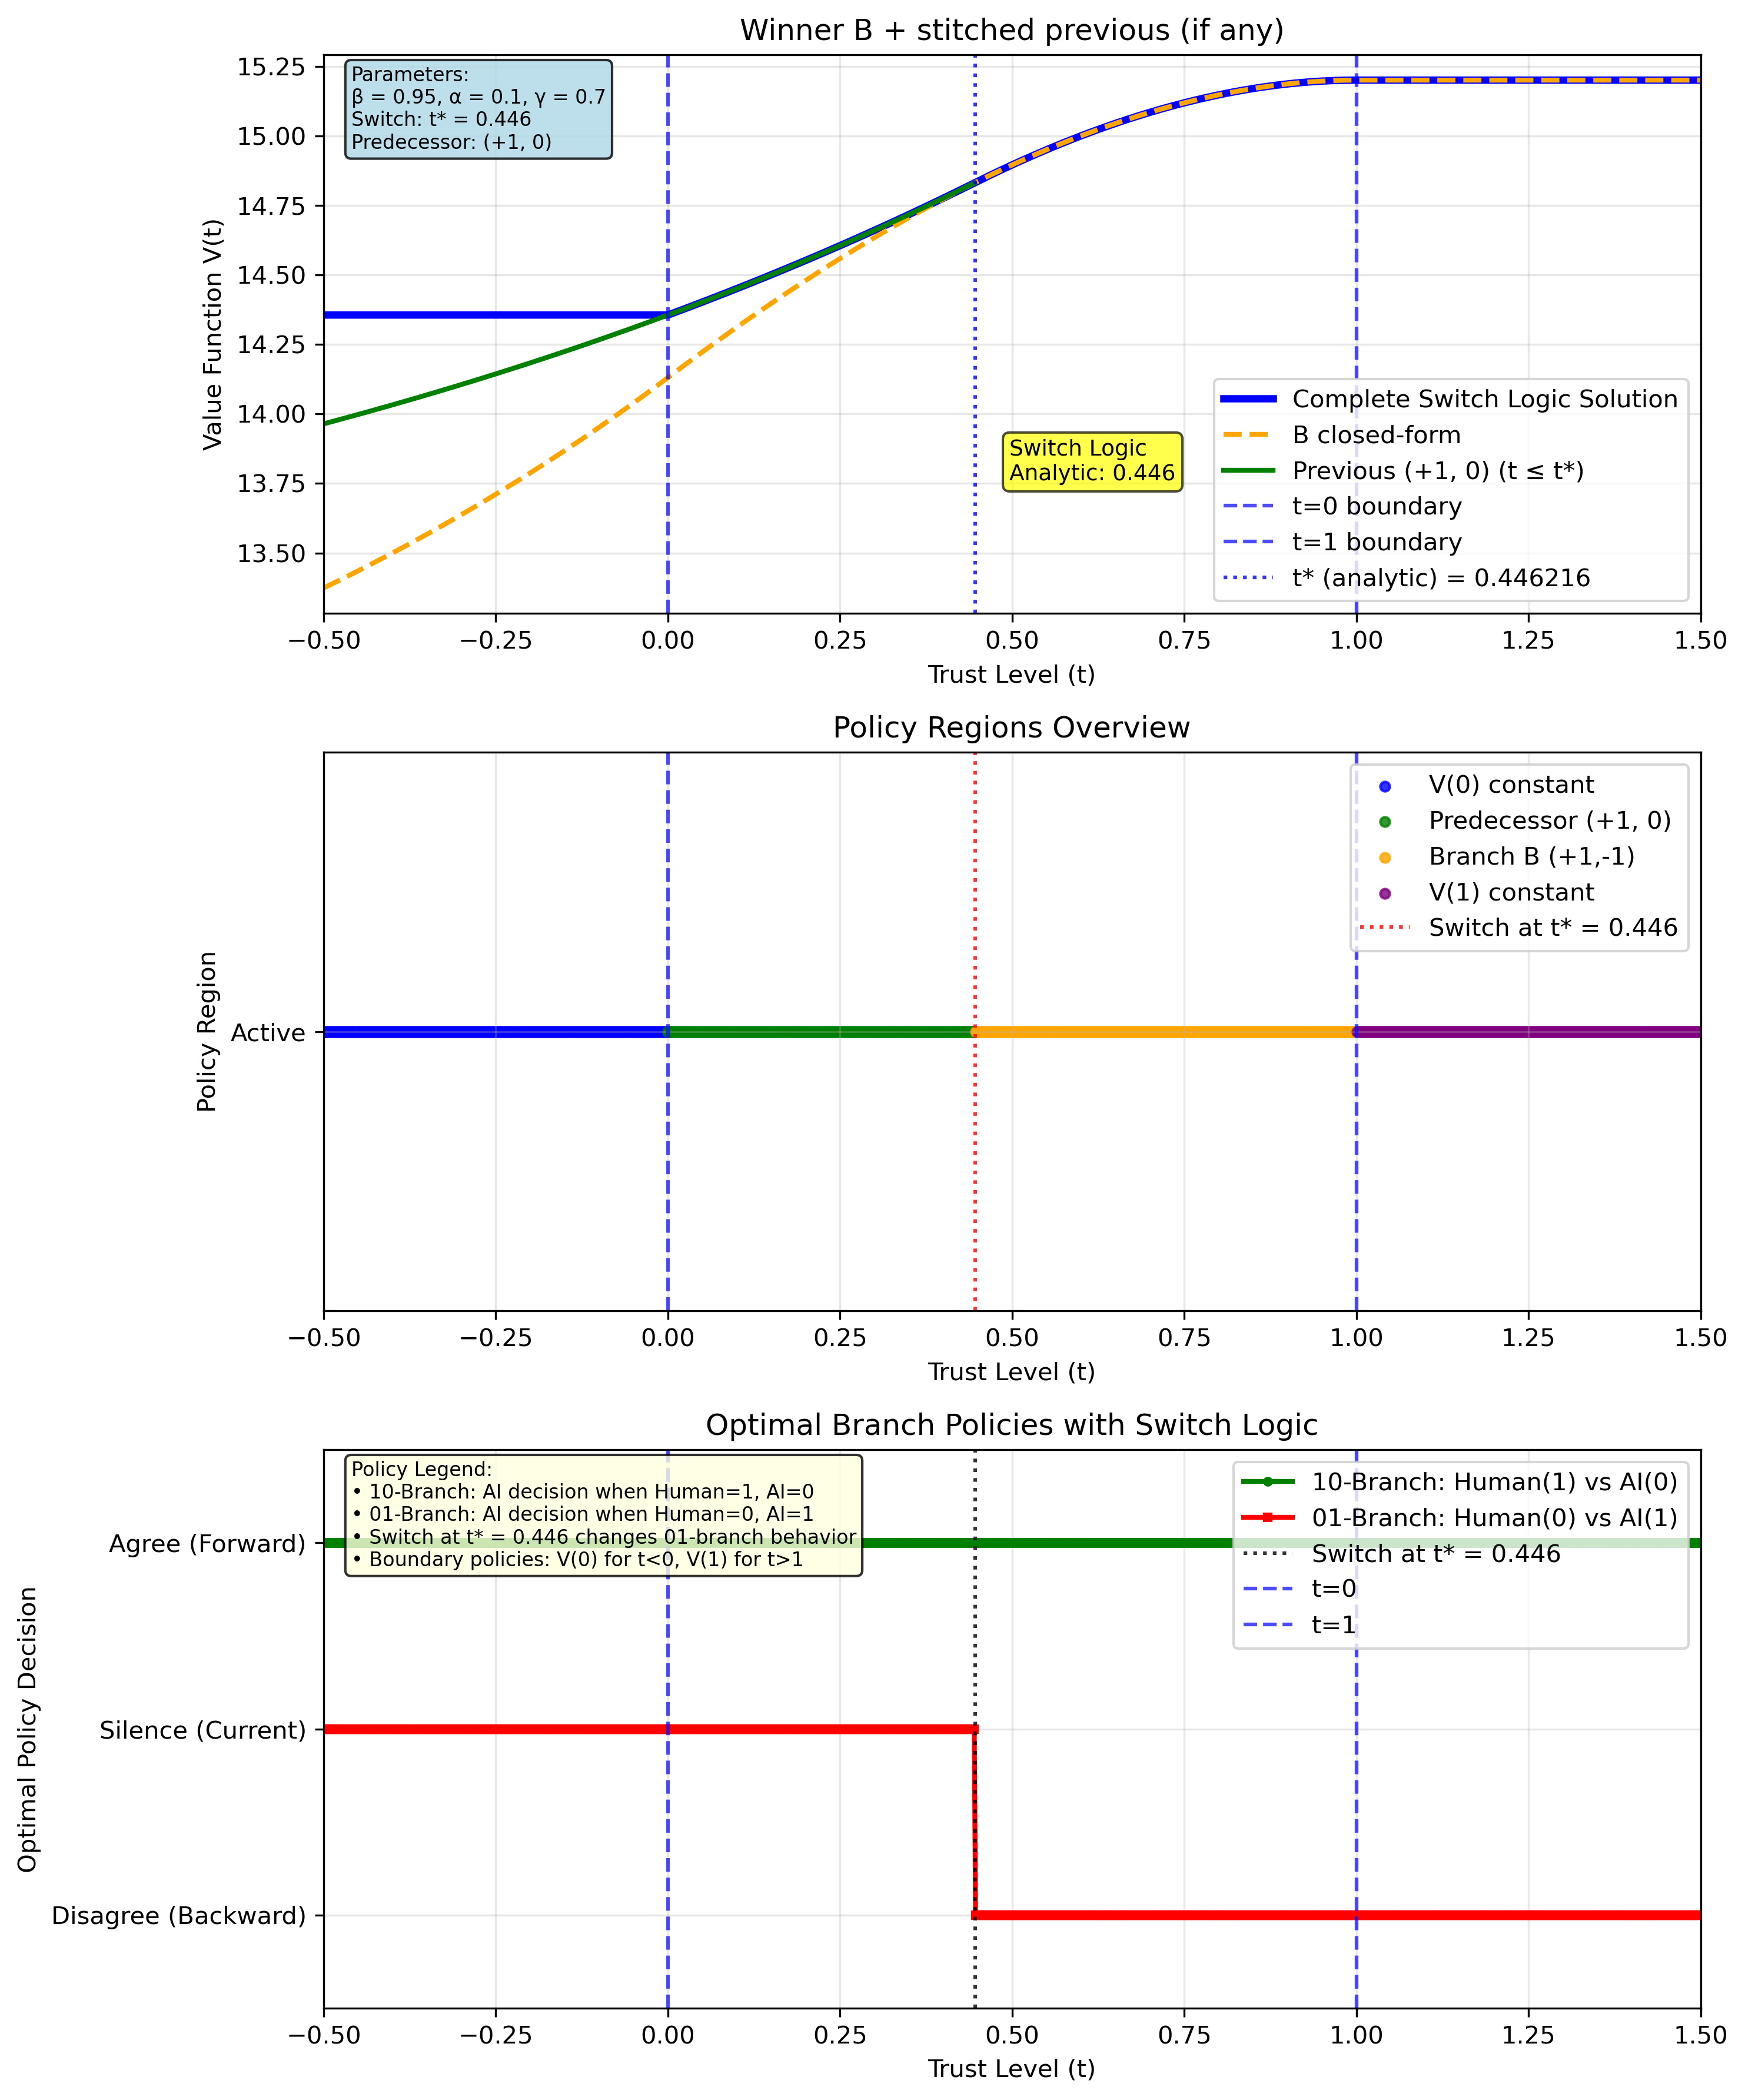 Winner B + stitched previous (if any)
Parameters:
β = 0.95, α = 0.1, γ = 0.7
Switch: t* = 0.446
Predecessor: (+1, 0)
15.25
15.00
14.75
14.50
14.25
14.00
13.75
13.50
Value Function V(t)
Switch Logic
Analytic: 0.446
Complete Switch Logic Solution
B closed-form
Previous (+1, 0) (t ≤ t*)
t=0 boundary
t=1 boundary
t* (analytic) = 0.446216
−0.50 −0.25 0.00 0.25 0.50 0.75 1.00 1.25 1.50
Trust Level (t)
Policy Regions Overview
V(0) constant
Predecessor (+1, 0)
Branch B (+1,-1)
V(1) constant
Switch at t* = 0.446
Policy Region
Active
−0.50 −0.25 0.00 0.25 0.50 0.75 1.00 1.25 1.50
Trust Level (t)
Optimal Branch Policies with Switch Logic
Policy Legend:
• 10-Branch: AI decision when Human=1, AI=0
• 01-Branch: AI decision when Human=0, AI=1
• Switch at t* = 0.446 changes 01-branch behavior
• Boundary policies: V(0) for t<0, V(1) for t>1
10-Branch: Human(1) vs AI(0)
01-Branch: Human(0) vs AI(1)
Switch at t* = 0.446
t=0
t=1
Optimal Policy Decision
Agree (Forward)
Silence (Current)
Disagree (Backward)
−0.50 −0.25 0.00 0.25 0.50 0.75 1.00 1.25 1.50
Trust Level (t)